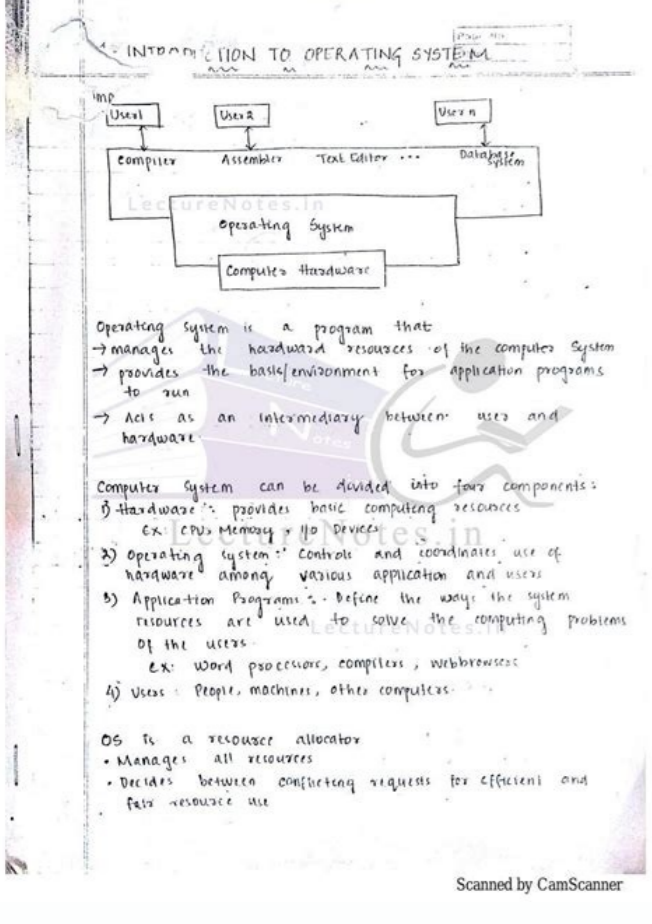 Page No.
1. INTRODUCTION TO OPERATING SYSTEM
imp
User1 User2 User n
Compiler Assembler Text Editor ... Database system
LectureNotes.in
Operating System
Computer Hardware
Operating System is a program that
→ manages the hardware resources of the computer System
→ provides the basis/environment for application programs
to run
→ Acts as an intermediary between user and
hardware.
Computer System can be divided into four components:
1) Hardware :- provides basic computing resources
Ex: CPU, Memory, I/O Devices
LectureNotes.in
2) Operating System :- Controls and coordinates use of
hardware among various application and users
3) Application Programs :- Define the ways the system
resources are used to solve the computing problems
LectureNotes.in
of the users.
ex: word processors, compilers, webbrowsers
4) Users : People, machines, other computers.
OS is a resource allocator
• Manages all resources
• Decides between conflicting requests for efficient and
fair resource use
Scanned by CamScanner